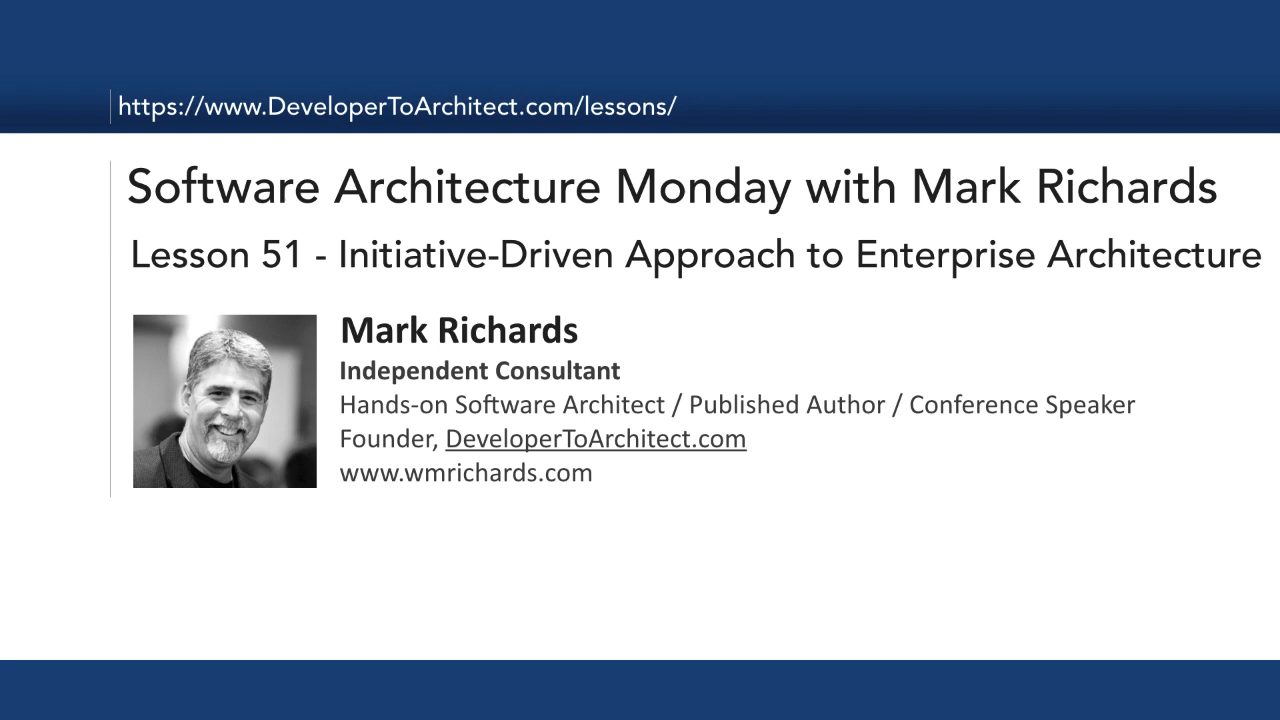 https://www.DeveloperToArchitect.com/lessons/
Software Architecture Monday with Mark Richards
Lesson 51 - Initiative-Driven Approach to Enterprise Architecture
Mark Richards
Independent Consultant
Hands-on Software Architect / Published Author / Conference Speaker
Founder, DeveloperToArchitect.com
www.wmrichards.com